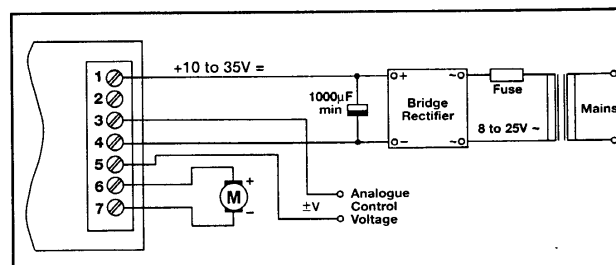 1
2
3
4
5
6
7
+10 to 35V =
1000µF
min
+
~
−
~
Bridge
Rectifier
Fuse
8 to 25V ~
Mains
M
+
−
±V
Analogue
Control
Voltage